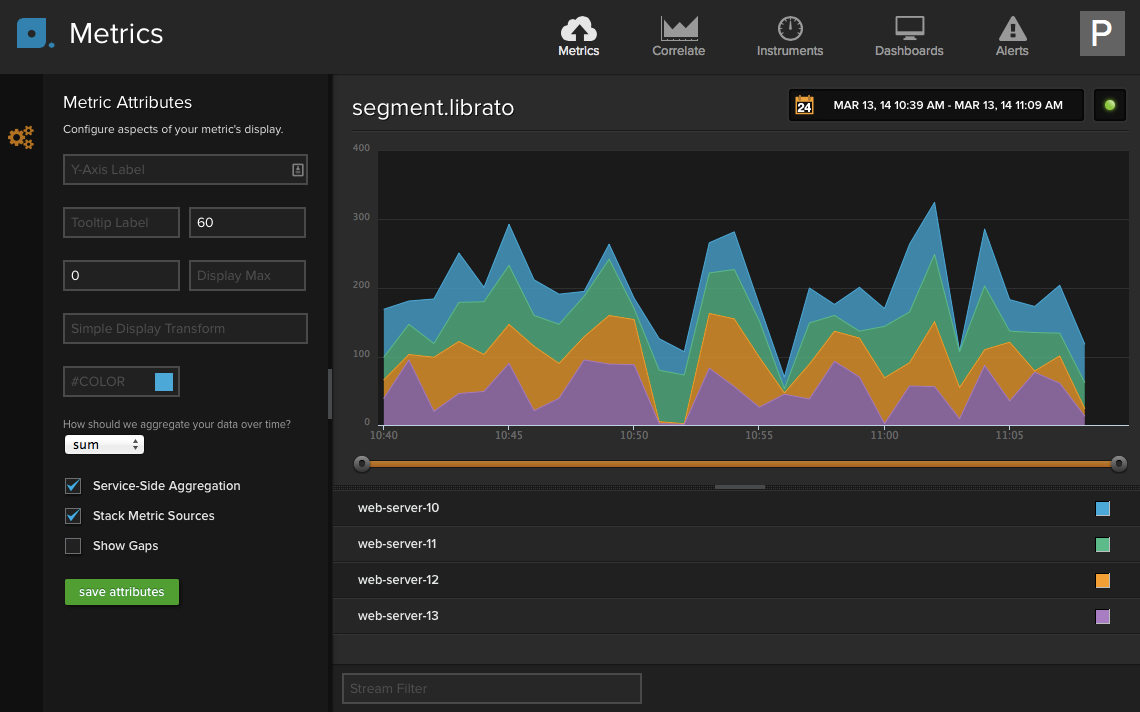 Metrics
Metrics
Correlate
Instruments
Dashboards
Alerts
P
Metric Attributes
Configure aspects of your metric's display.
Y-Axis Label
Tooltip Label
60
0
Display Max
Simple Display Transform
#COLOR
How should we aggregate your data over time?
sum
Service-Side Aggregation
Stack Metric Sources
Show Gaps
save attributes
segment.librato
24
MAR 13, 14 10:39 AM - MAR 13, 14 11:09 AM
400
300
200
100
0
10:40
10:45
10:50
10:55
11:00
11:05
web-server-10
web-server-11
web-server-12
web-server-13
Stream Filter